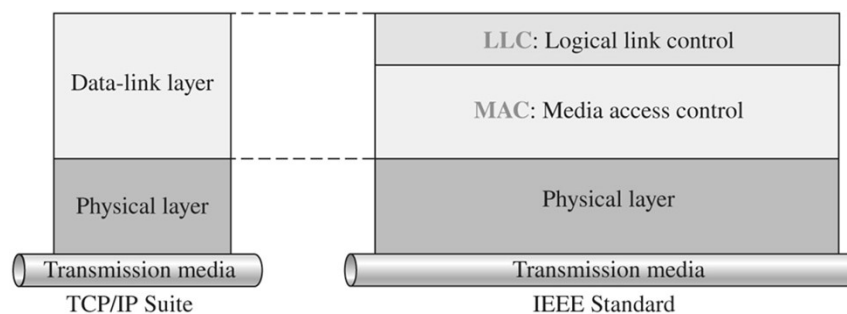 LLC: Logical link control
Data-link layer
MAC: Media access control
Physical layer
Physical layer
Transmission media
Transmission media
TCP/IP Suite
IEEE Standard